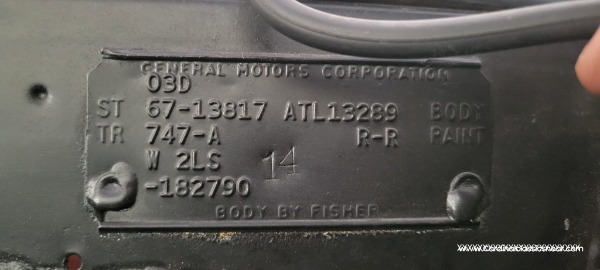 GENERAL MOTORS CORPORATION
03D
ST 67-13817 ATL13289 BODY
TR 747-A R-R PAINT
W 2LS 14
-182790
BODY BY FISHER